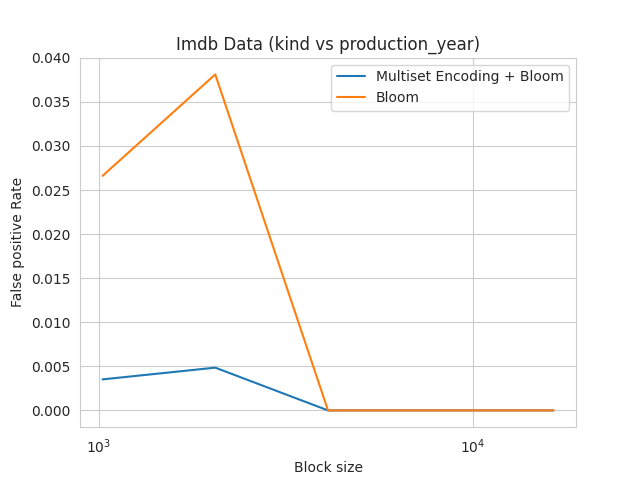 Imdb Data (kind vs production_year)
Multiset Encoding + Bloom
Bloom
False positive Rate
0.040
0.035
0.030
0.025
0.020
0.015
0.010
0.005
0.000
10³
10⁴
Block size